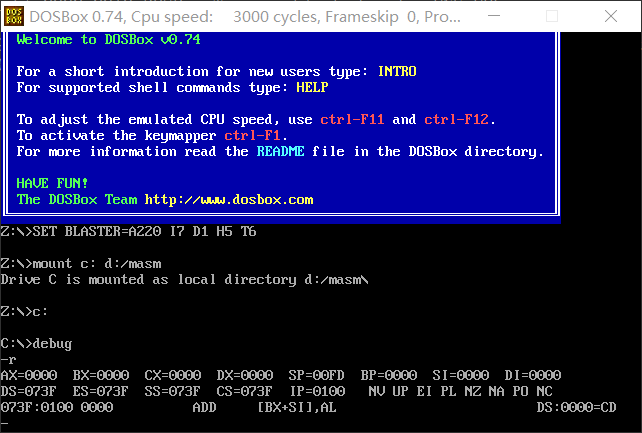 DOSBox 0.74, Cpu speed:    3000 cycles, Frameskip  0, Pro...
Welcome to DOSBox v0.74
For a short introduction for new users type: INTRO
For supported shell commands type: HELP
To adjust the emulated CPU speed, use ctrl-F11 and ctrl-F12.
To activate the keymapper ctrl-F1.
For more information read the README file in the DOSBox directory.
HAVE FUN!
The DOSBox Team http://www.dosbox.com
Z:\>SET BLASTER=A220 I7 D1 H5 T6
Z:\>mount c: d:/masm
Drive C is mounted as local directory d:/masm\
Z:\>c:
C:\>debug
-r
AX=0000  BX=0000  CX=0000  DX=0000  SP=00FD  BP=0000  SI=0000  DI=0000
DS=073F  ES=073F  SS=073F  CS=073F  IP=0100   NV UP EI PL NZ NA PO NC
073F:0100 0000          ADD     [BX+SI],AL                         DS:0000=CD
-